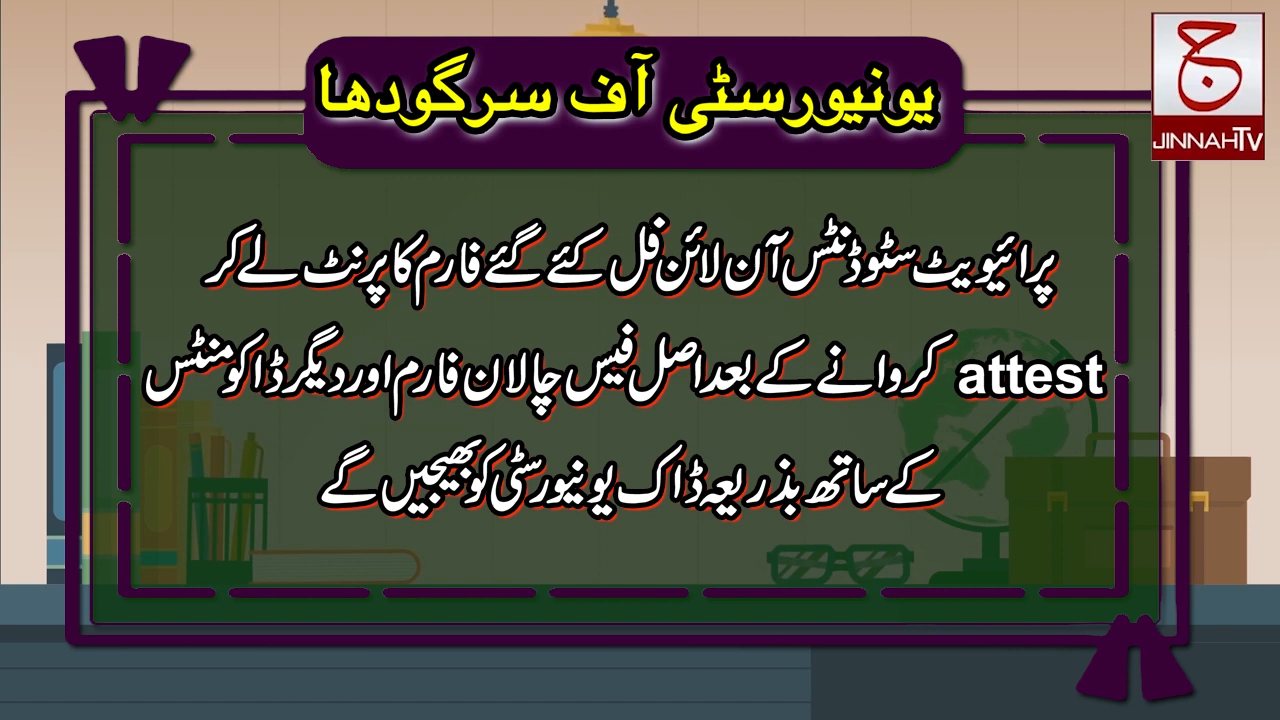 یونیورسٹی آف سرگودھا
ج
JINNAH TV
پرائیویٹ سٹوڈنٹس آن لائن فل کئے گئے فارم کا پرنٹ لے کر
attest کروانے کے بعد اصل فیس چالان فارم اور دیگر ڈاکومنٹس
کے ساتھ بذریعہ ڈاک یونیورسٹی کو بھیجیں گے